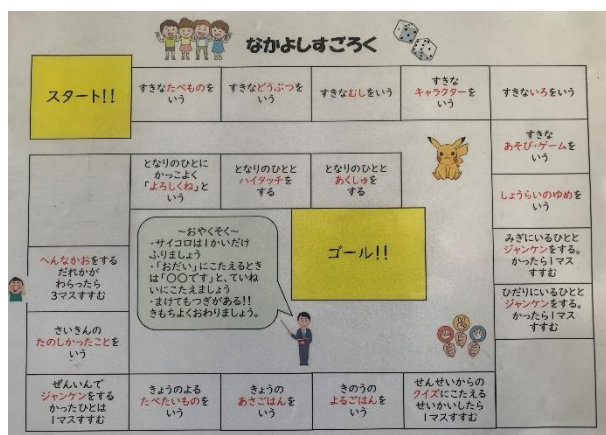 なかよしすごろく
スタート!!
すきなたべものを
いう
すきなどうぶつを
いう
すきなむしをいう
すきな
キャラクターを
いう
すきないろをいう
すきな
あそび・ゲームを
いう
しょうらいのゆめを
いう
みぎにいるひとと
ジャンケンをする。
かったら1マス
すすむ
ひだりにいるひとと
ジャンケンをする。
かったら1マス
すすむ
せんせいからの
クイズにこたえる
せいかいしたら
1マスすすむ
きのうの
よるごはんを
いう
きょうの
あさごはんを
いう
きょうのよる
たべたいものを
いう
ぜんいんで
ジャンケンをする
かったひとは
1マスすすむ
さいきんの
たのしかったことを
いう
へんなかおをする
だれかが
わらったら
3マスすすむ
となりのひとに
かっこよく
「よろしくね」と
いう
となりのひとと
ハイタッチを
する
となりのひとと
あくしゅを
する
ゴール!!
～おやくそく～
・サイコロは1かいだけ
ふりましょう
・「おだい」にこたえるとき
は「〇〇です」と、ていね
いにこたえましょう
・まけてもつぎがある!!
きもちよくおわりましょう。